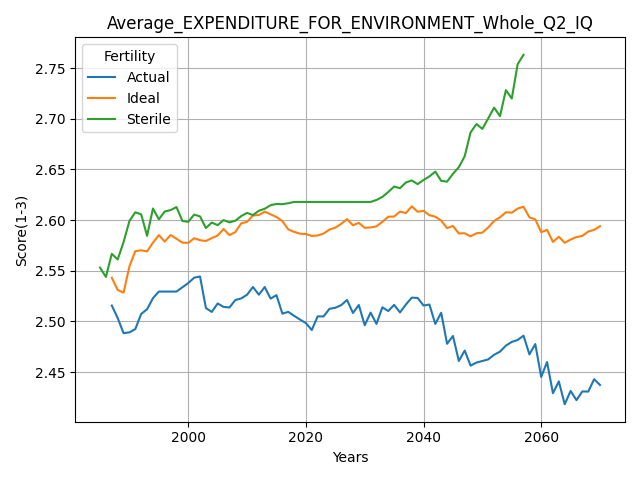 Average_EXPENDITURE_FOR_ENVIRONMENT_Whole_Q2_IQ
Fertility
Actual
Ideal
Sterile
Score(1-3)
2.75
2.70
2.65
2.60
2.55
2.50
2.45
2000 2020 2040 2060
Years